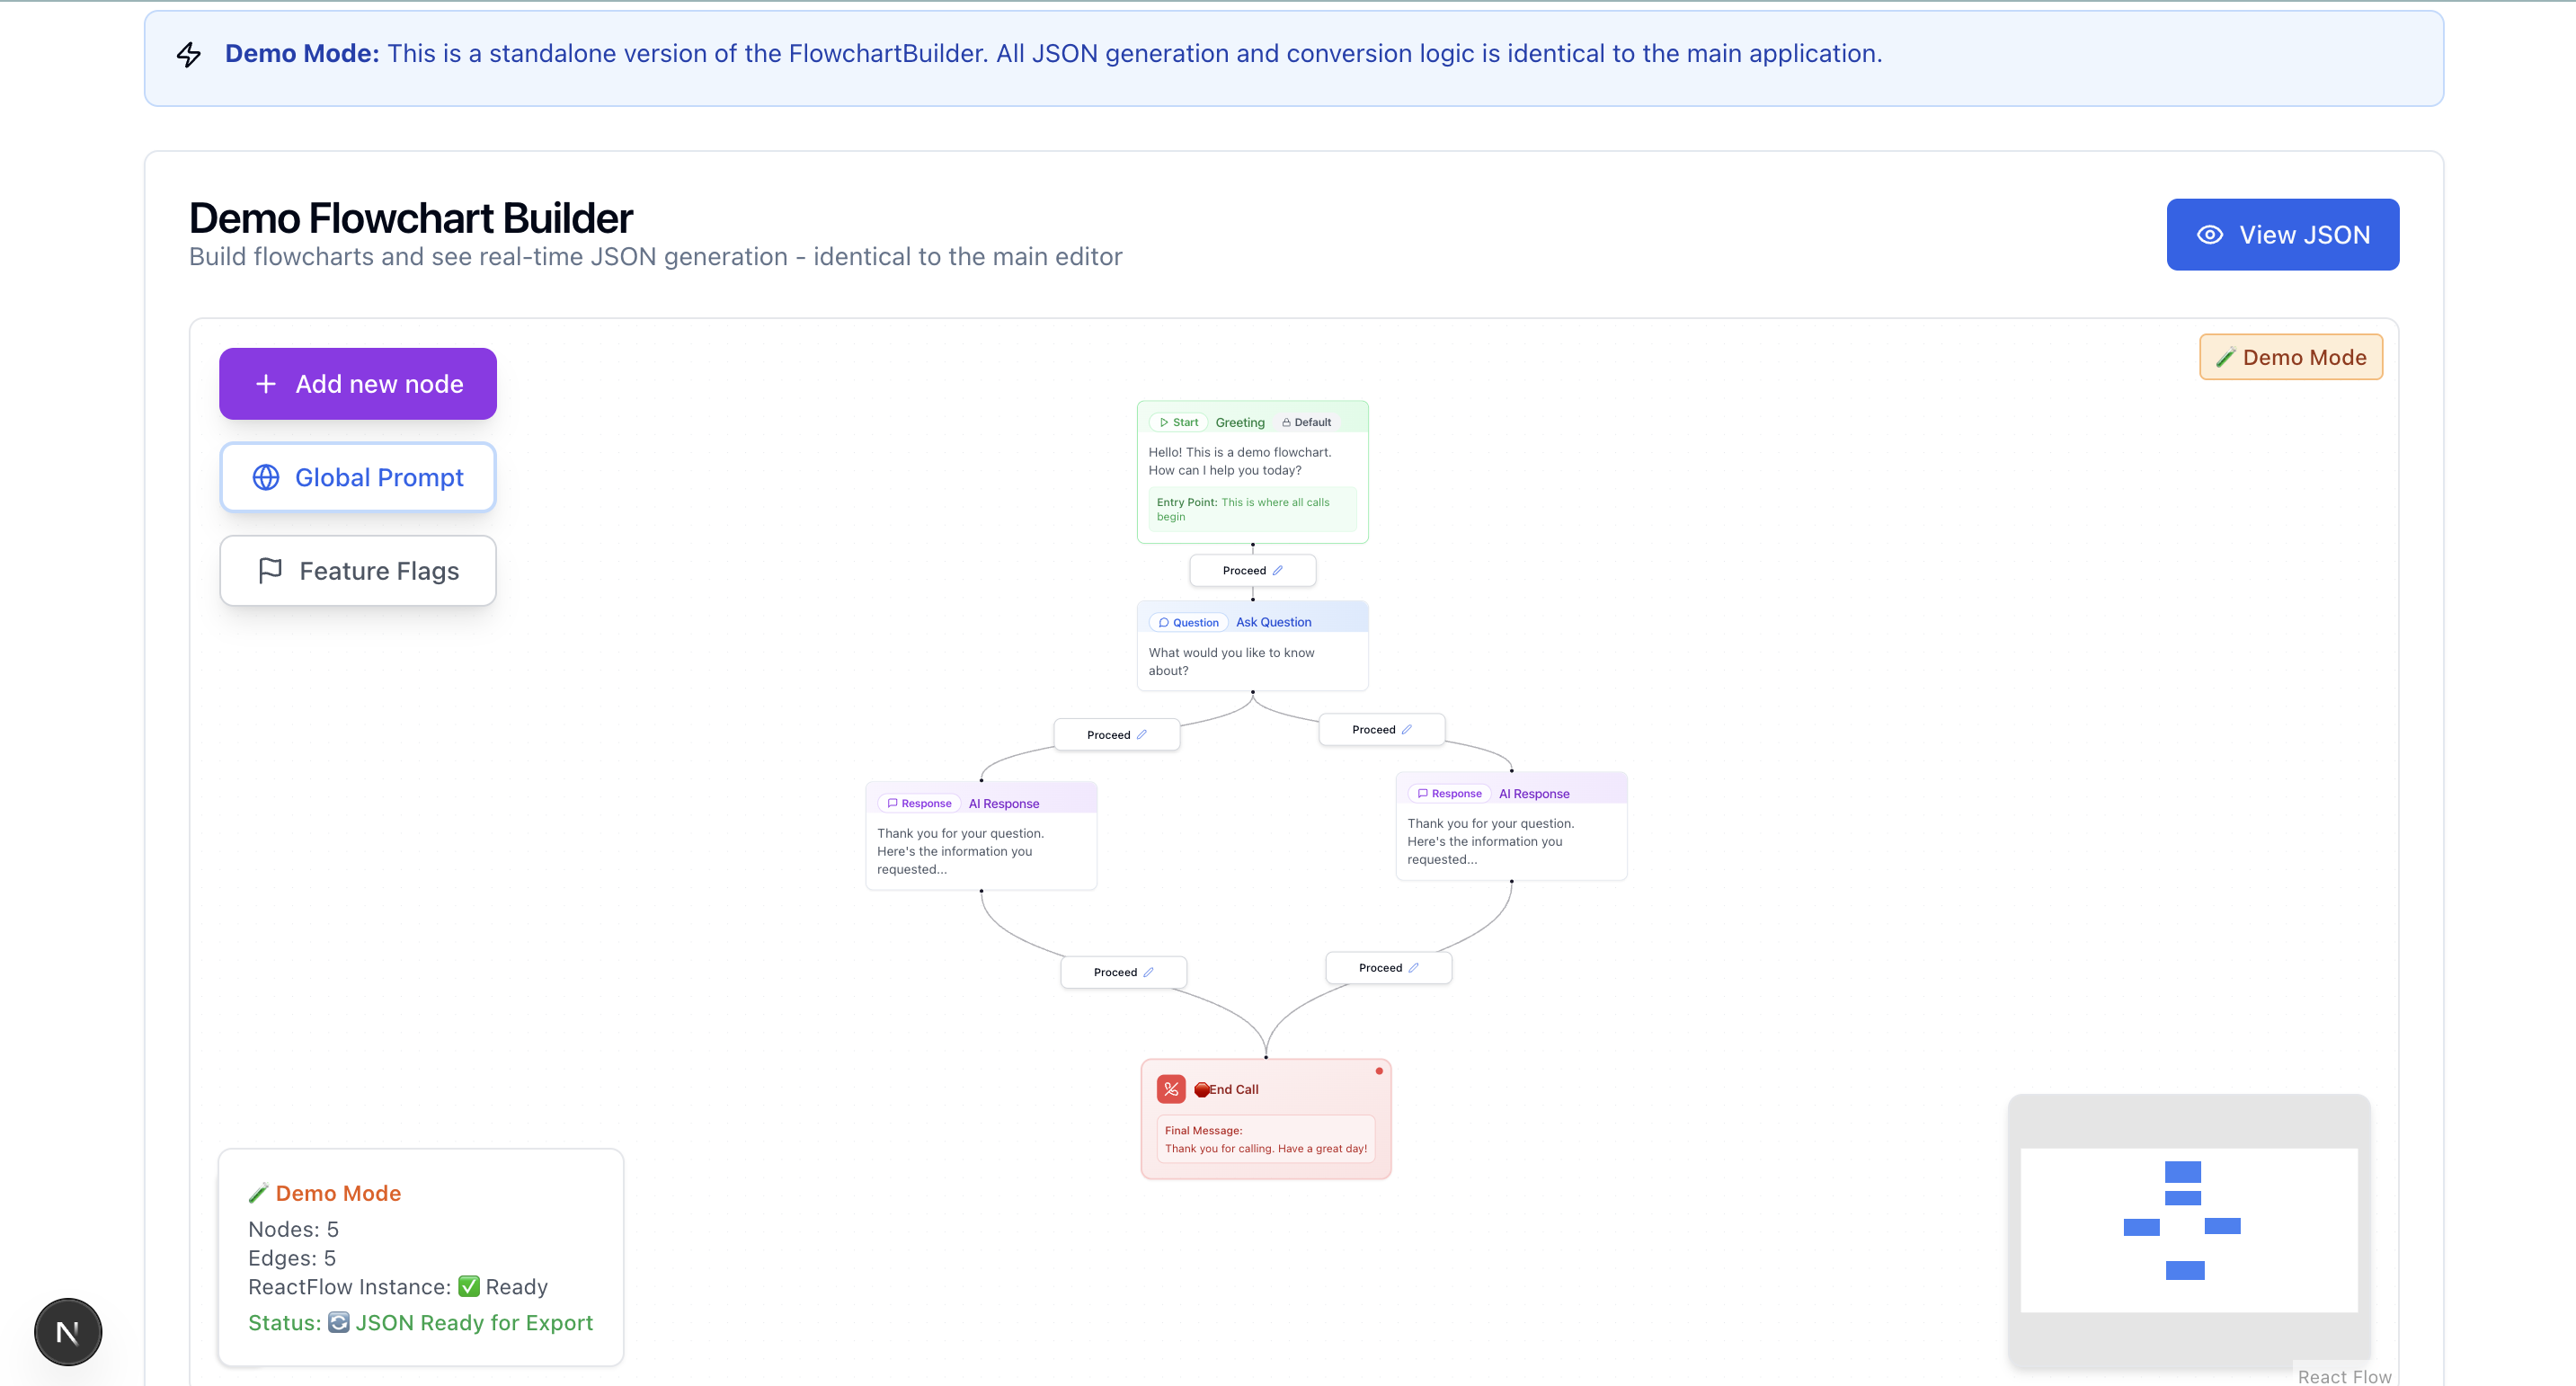 Demo Mode: This is a standalone version of the FlowchartBuilder. All JSON generation and conversion logic is identical to the main application.
Demo Flowchart Builder
Build flowcharts and see real-time JSON generation - identical to the main editor
View JSON
Add new node
Global Prompt
Feature Flags
Demo Mode
Start Greeting Default
Hello! This is a demo flowchart.
How can I help you today?
Entry Point: This is where all calls
begin
Proceed
Question Ask Question
What would you like to know
about?
Proceed
Proceed
Response AI Response
Thank you for your question.
Here's the information you
requested...
Response AI Response
Thank you for your question.
Here's the information you
requested...
Proceed
Proceed
End Call
Final Message:
Thank you for calling. Have a great day!
Demo Mode
Nodes: 5
Edges: 5
ReactFlow Instance: ✅ Ready
Status: 🔄 JSON Ready for Export
N
React Flow